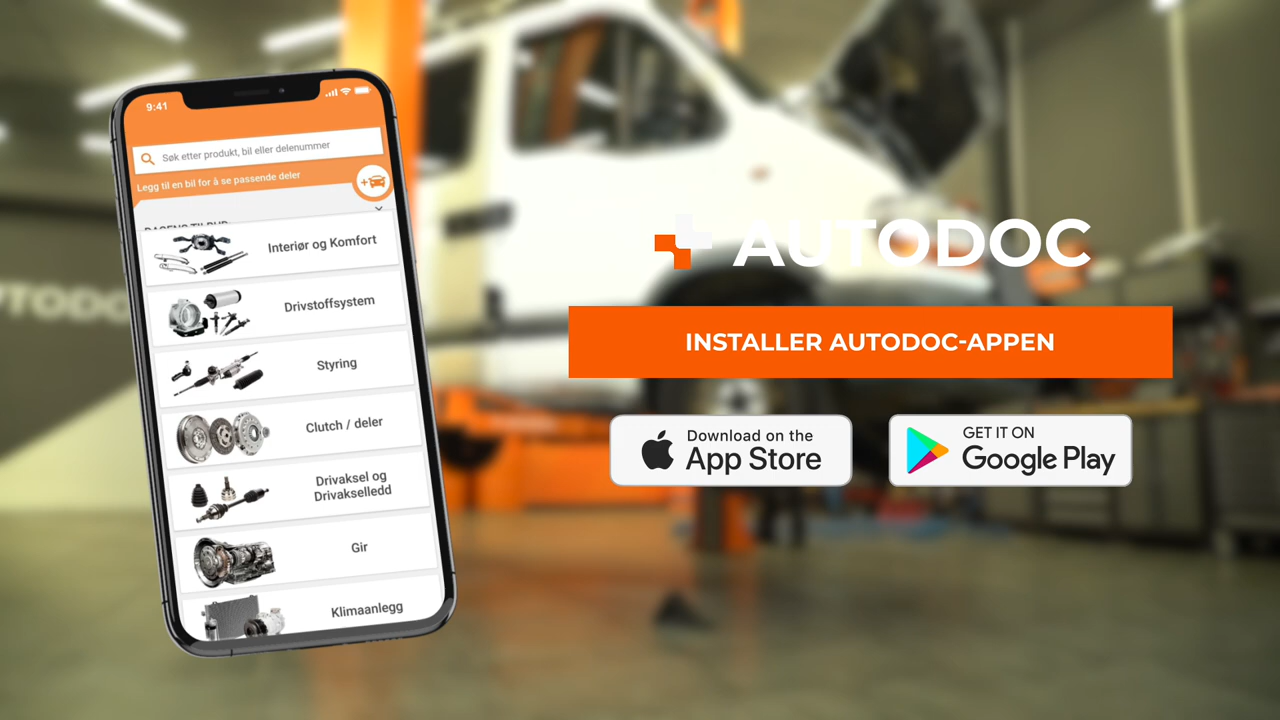 9:41
Søk etter produkt, bil eller delenummer
Legg til en bil for å se passende deler
Interiør og Komfort
Drivstoffsystem
Styring
Clutch / deler
Drivaksel og
Drivakselledd
Gir
Klimaanlegg
AUTODOC
INSTALLER AUTODOC-APPEN
Download on the
App Store
GET IT ON
Google Play